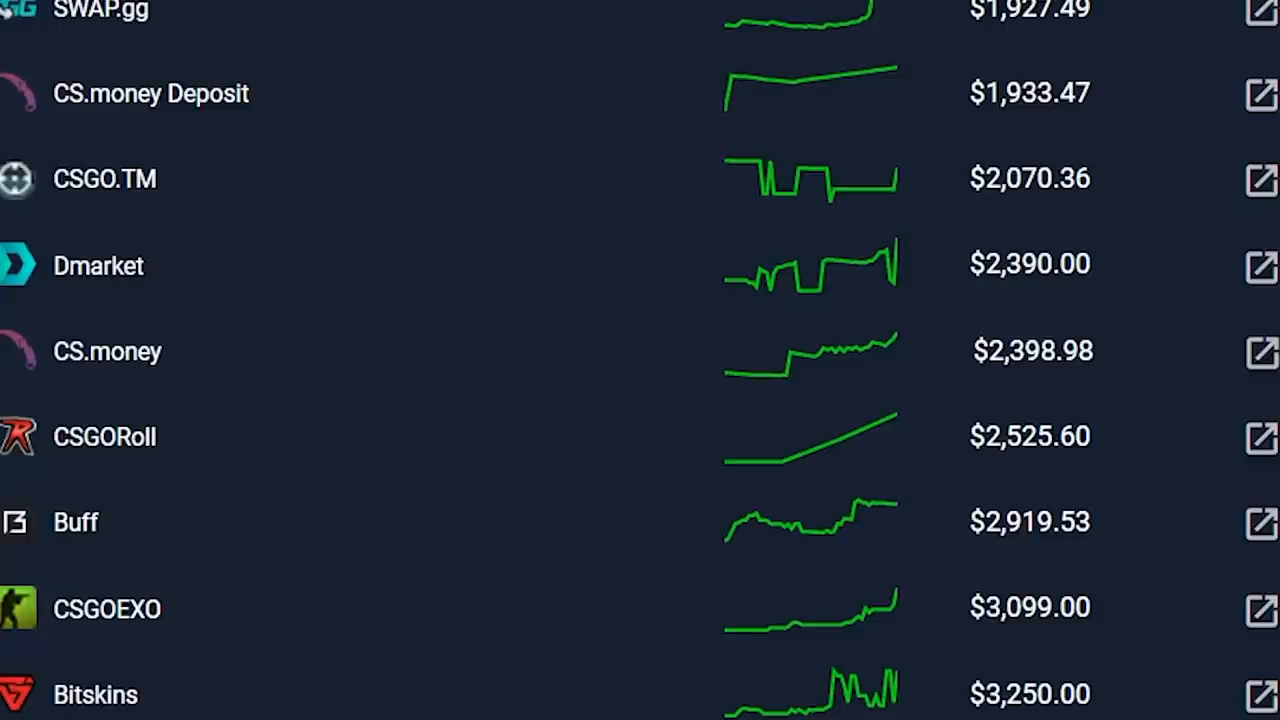 SWAP.gg $1,927.49
CS.money Deposit $1,933.47
CSGO.TM $2,070.36
Dmarket $2,390.00
CS.money $2,398.98
CSGORoll $2,525.60
Buff $2,919.53
CSGOEXO $3,099.00
Bitskins $3,250.00